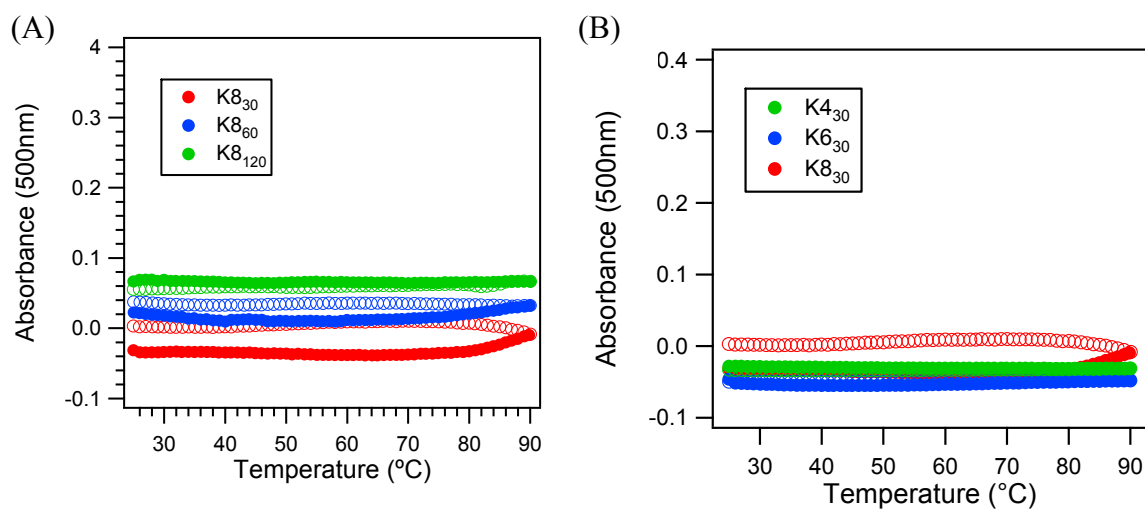 (A)
Absorbance (500nm)
4
0.3
0.2
0.1
0.0
-0.1
K8₃₀
K8₆₀
K8₁₂₀
30 40 50 60 70 80 90
Temperature (ºC)
(B)
Absorbance (500nm)
0.4
0.3
0.2
0.1
0.0
-0.1
K4₃₀
K6₃₀
K8₃₀
30 40 50 60 70 80 90
Temperature (°C)